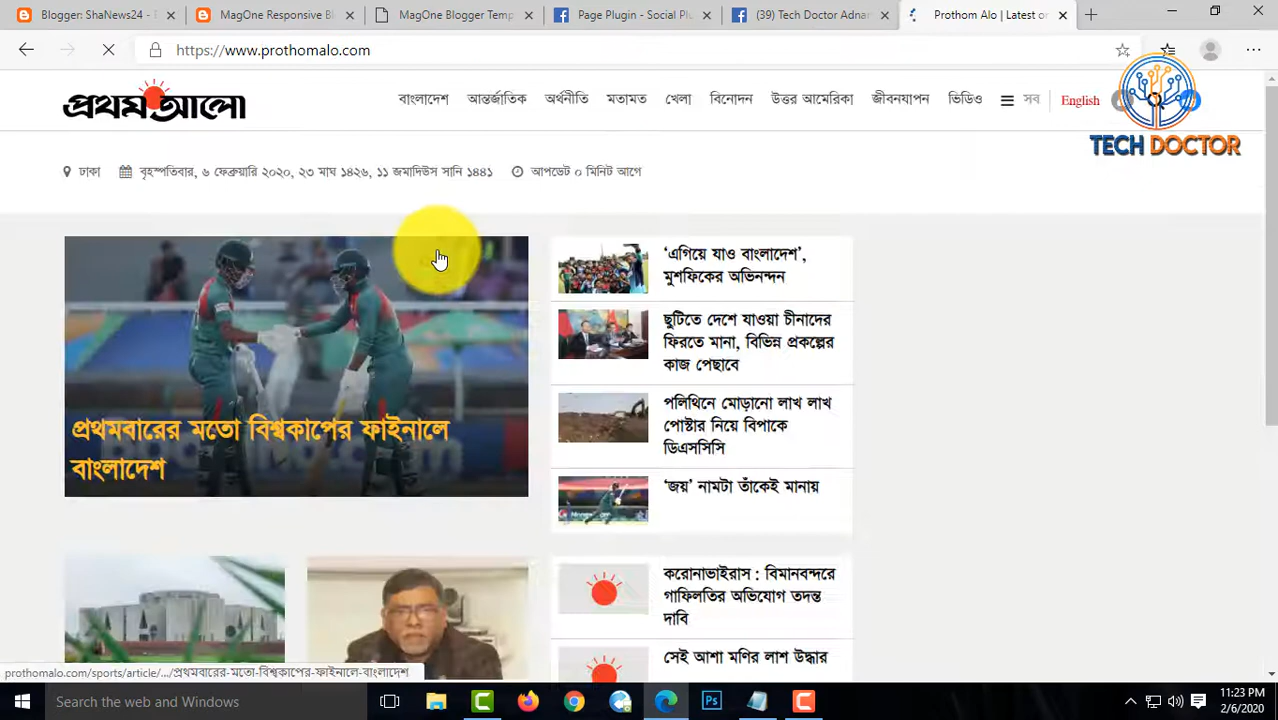 Blogger: ShaNews24 - E
MagOne Responsive Bl
MagOne Blogger Temp
Page Plugin - Social Plu
(39) Tech Doctor Adnan
Prothom Alo | Latest on
https://www.prothomalo.com
প্রথম আলো
বাংলাদেশ আন্তর্জাতিক অর্থনীতি মতামত খেলা বিনোদন উত্তর আমেরিকা জীবনযাপন ভিডিও সব English
TECH DOCTOR
ঢাকা বৃহস্পতিবার, ৬ ফেব্রুয়ারি ২০২০, ২৩ মাঘ ১৪২৬, ১১ জমাদিউস সানি ১৪৪১ আপডেট ০ মিনিট আগে
প্রথমবারের মতো বিশ্বকাপের ফাইনালে
বাংলাদেশ
‘এগিয়ে যাও বাংলাদেশ’,
মুশফিকের অভিনন্দন
ছুটিতে দেশে যাওয়া চীনাদের
ফিরতে মানা, বিভিন্ন প্রকল্পের
কাজ পেছাবে
পলিথিনে মোড়ানো লাখ লাখ
পোস্টার নিয়ে বিপাকে
ডিএসসিসি
‘জয়’ নামটা তাঁকেই মানায়
করোনাভাইরাস : বিমানবন্দরে
গাফিলতির অভিযোগ তদন্ত
দাবি
সেই আশা মণির লাশ উদ্ধার
prothomalo.com/sports/article/.../প্রথমবারের-মতো-বিশ্বকাপের-ফাইনালে-বাংলাদেশ
Search the web and Windows
Ps
11:23 PM
2/6/2020